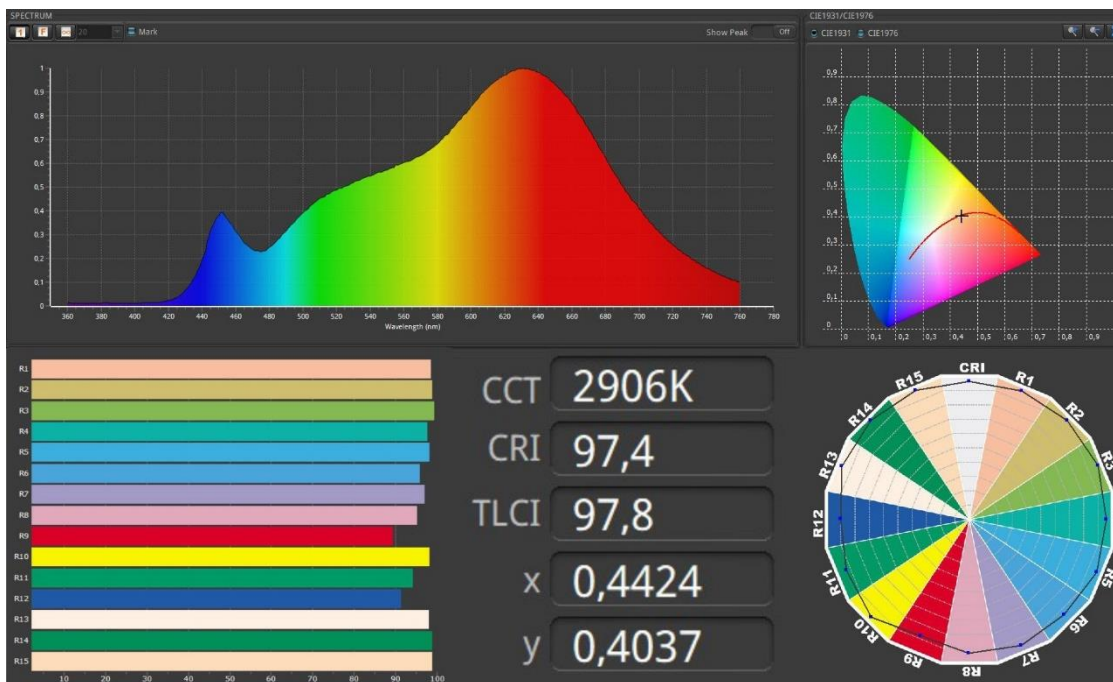 SPECTRUM
1 F 20 Mark Show Peak Off
1
0,9
0,8
0,7
0,6
0,5
0,4
0,3
0,2
0,1
0
360 380 400 420 440 460 480 500 520 540 560 580 600 620 640 660 680 700 720 740 760 780
Wavelength (nm)
CIE1931/CIE1976
CIE1931 CIE1976
0,9
0,8
0,7
0,6
0,5
0,4
0,3
0,2
0,1
0
0 0,1 0,2 0,3 0,4 0,5 0,6 0,7 0,8 0,9
R1
R2
R3
R4
R5
R6
R7
R8
R9
R10
R11
R12
R13
R14
R15
10 20 30 40 50 60 70 80 90 100
CCT 2906K
CRI 97,4
TLCI 97,8
x 0,4424
y 0,4037
CRI
R1
R2
R3
R5
R6
R7
R8
R9
R10
R11
R12
R13
R14
R15